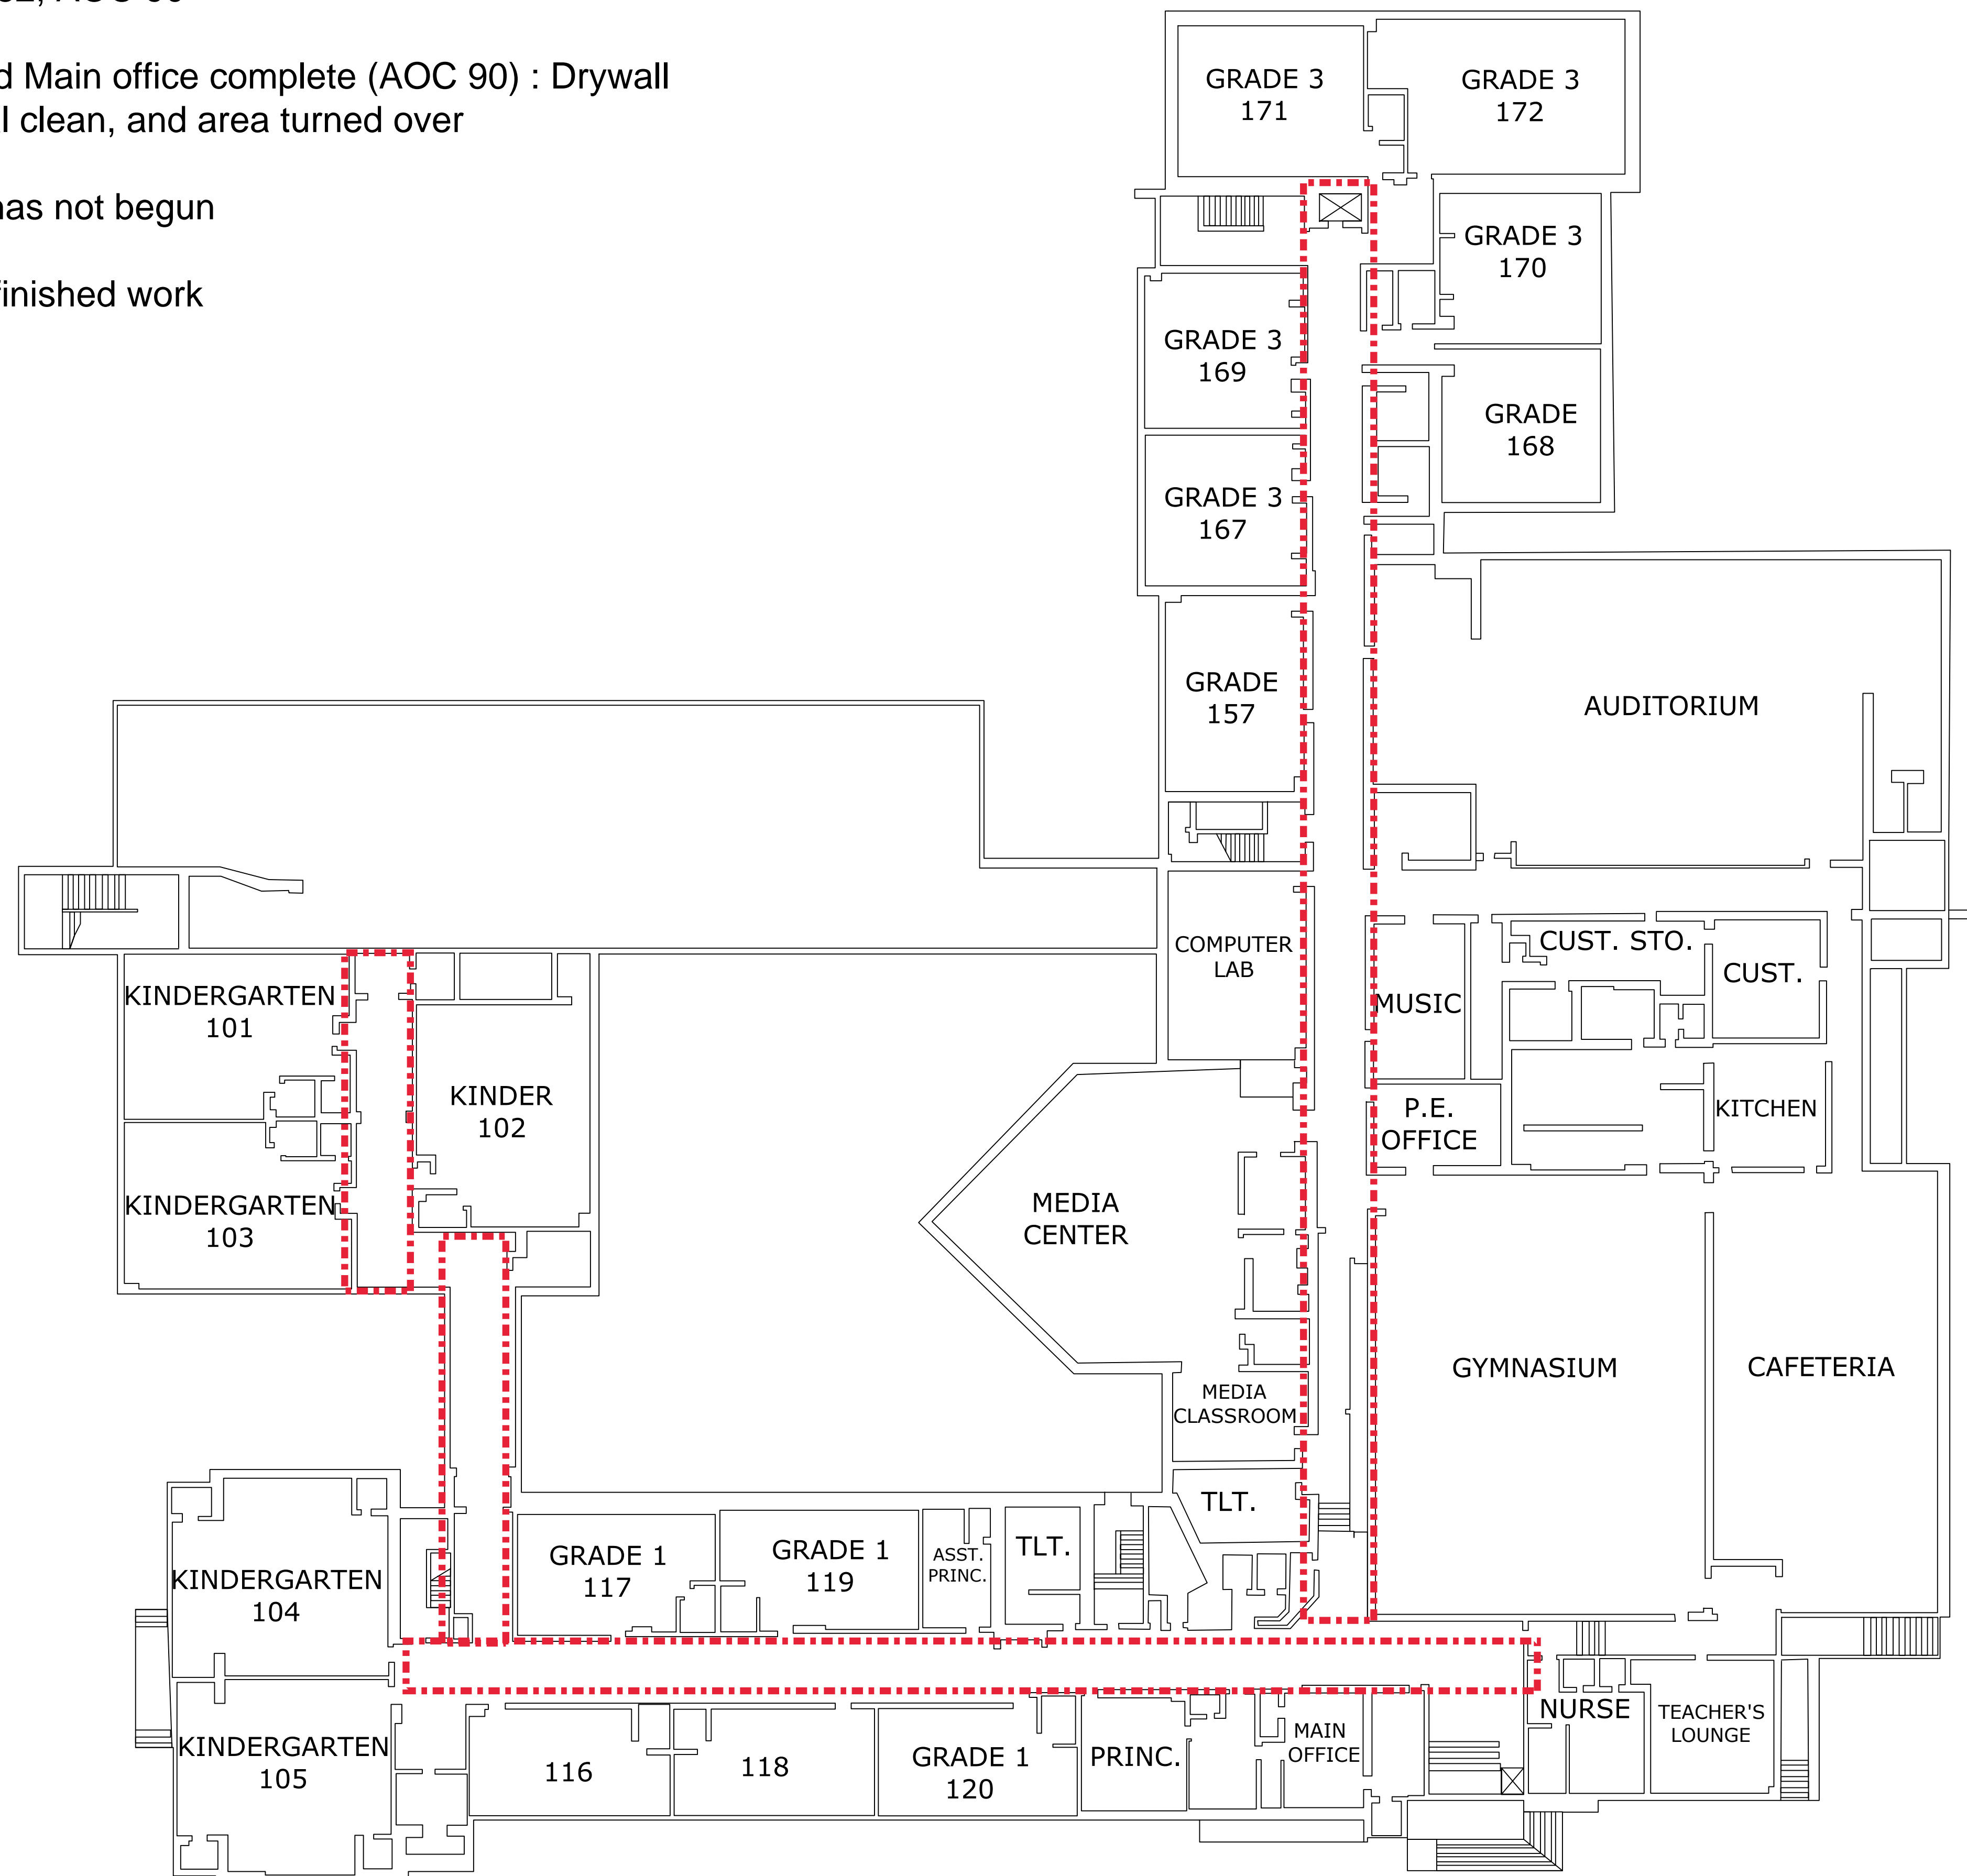 d Main office complete (AOC 90) : Drywall
l clean, and area turned over
has not begun
finished work
GRADE 3
171
GRADE 3
172
GRADE 3
170
GRADE 3
169
GRADE
168
GRADE 3
167
GRADE
157
AUDITORIUM
COMPUTER
LAB
CUST. STO.
CUST.
MUSIC
KINDERGARTEN
101
KINDER
102
P.E.
OFFICE
KITCHEN
KINDERGARTEN
103
MEDIA
CENTER
GYMNASIUM
CAFETERIA
MEDIA
CLASSROOM
TLT.
GRADE 1
117
GRADE 1
119
ASST.
PRINC.
TLT.
KINDERGARTEN
104
KINDERGARTEN
105
116
118
GRADE 1
120
PRINC.
MAIN
OFFICE
NURSE
TEACHER'S
LOUNGE